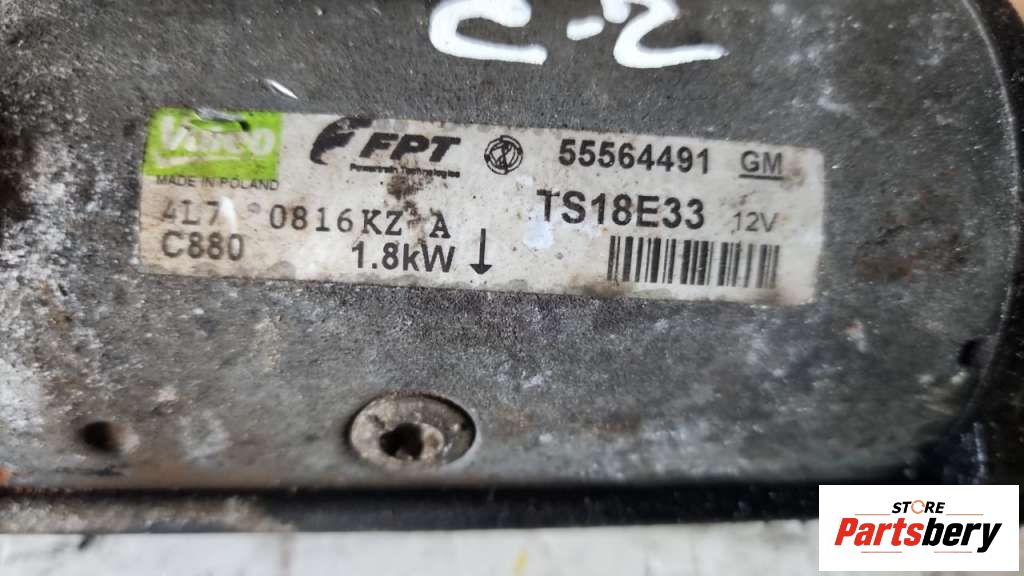 C-2
Valeo FPT 55564491 GM
Powertrain Technologies
MADE IN POLAND
4L7 0816KZ A TS18E33 12V
C880 1.8kW ↓
STORE
Partsbery